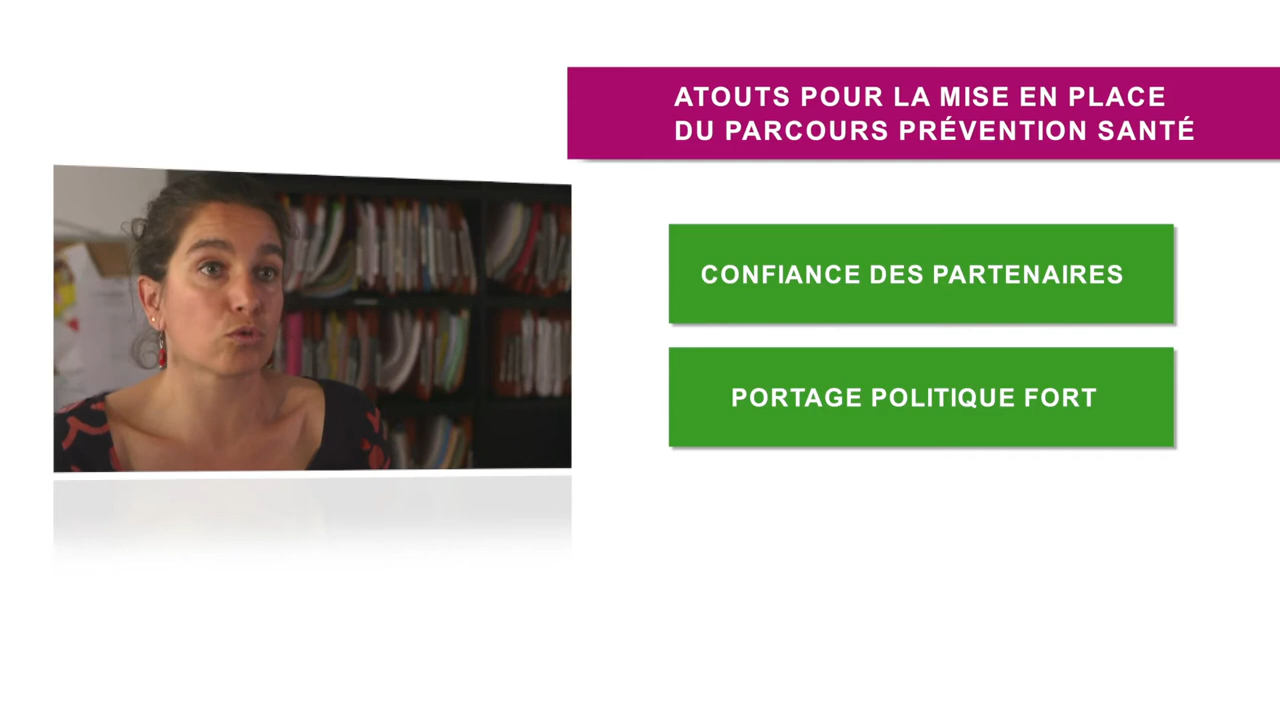 ATOUTS POUR LA MISE EN PLACE
DU PARCOURS PRÉVENTION SANTÉ
CONFIANCE DES PARTENAIRES
PORTAGE POLITIQUE FORT